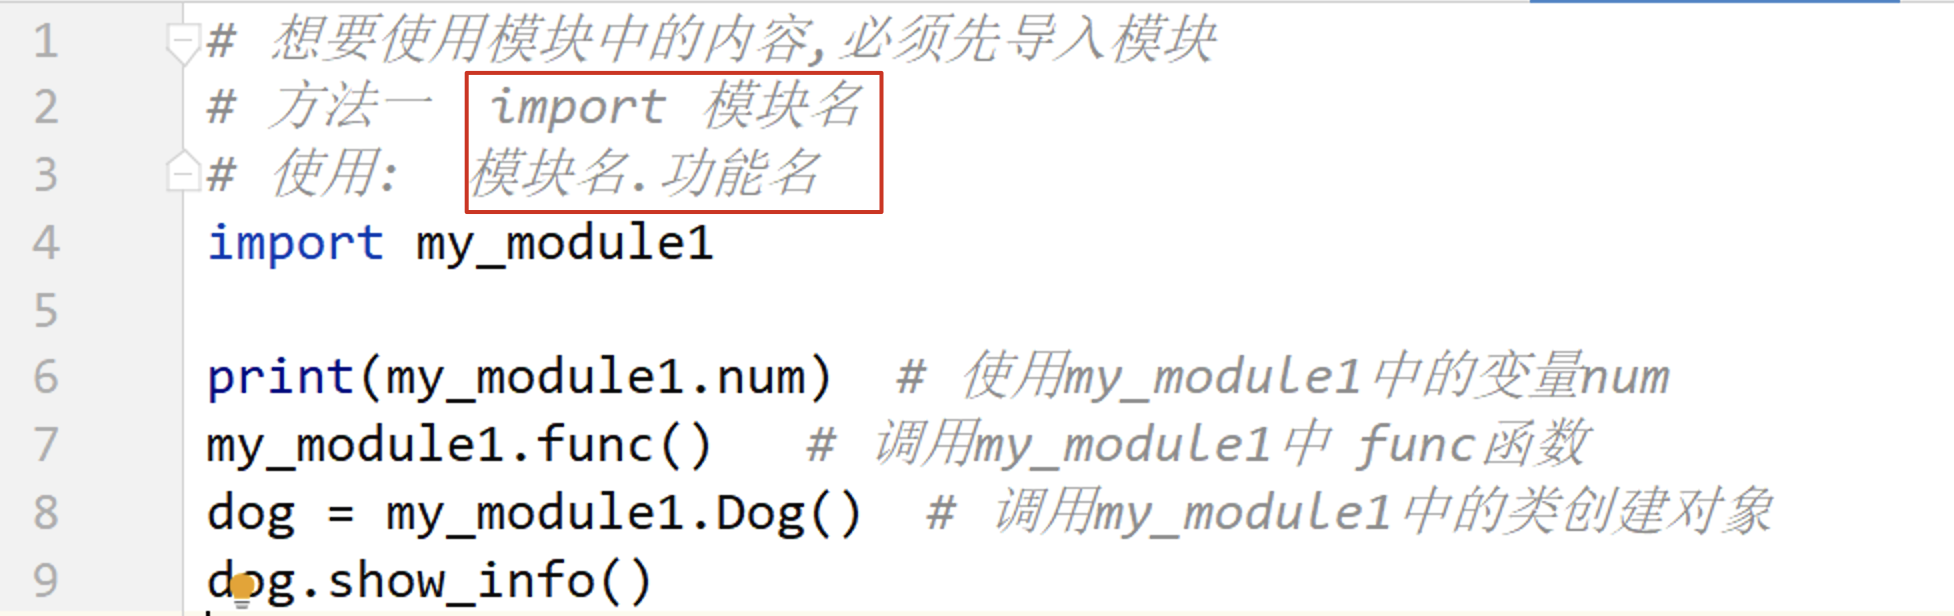 1 # 想要使用模块中的内容,必须先导入模块
2 # 方法一 import 模块名
3 # 使用: 模块名.功能名
4 import my_module1
5
6 print(my_module1.num) # 使用my_module1中的变量num
7 my_module1.func() # 调用my_module1中 func函数
8 dog = my_module1.Dog() # 调用my_module1中的类创建对象
9 dog.show_info()